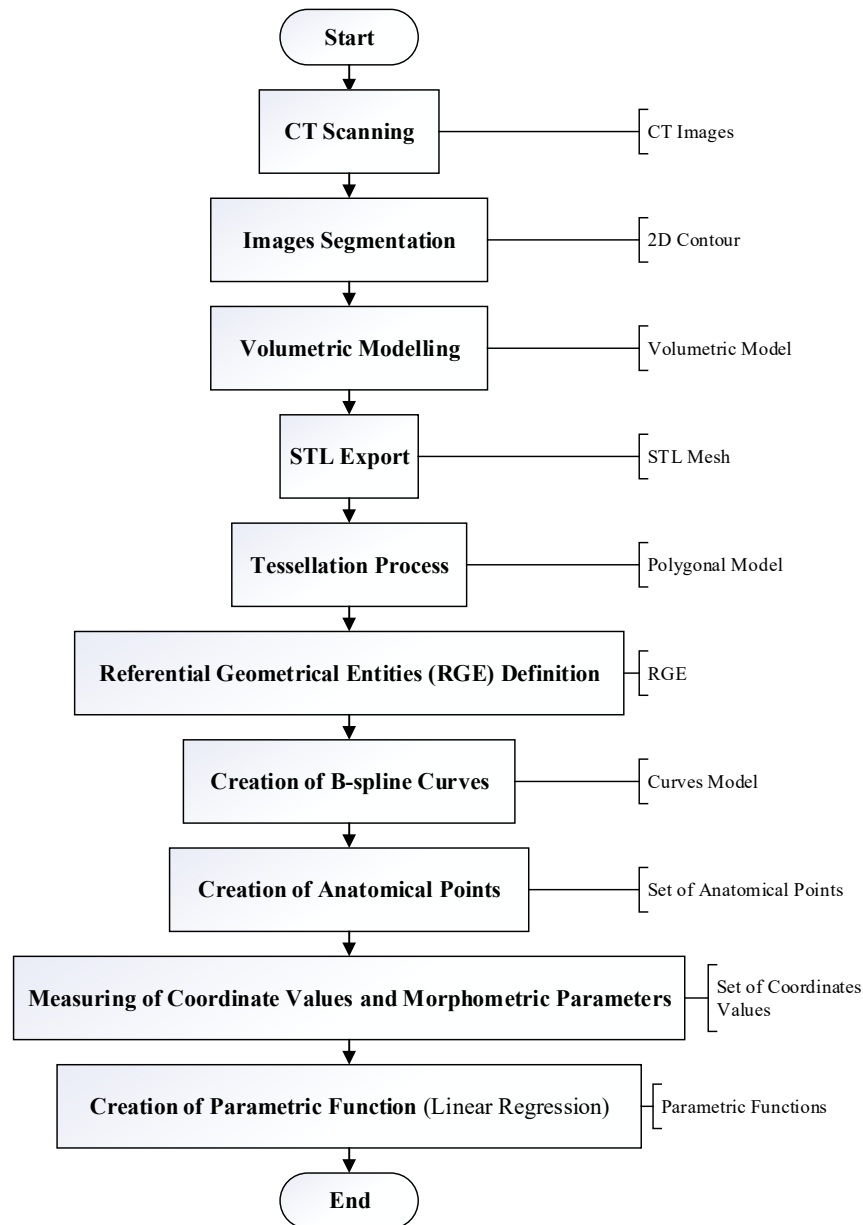 Start
CT Scanning
CT Images
Images Segmentation
2D Contour
Volumetric Modelling
Volumetric Model
STL Export
STL Mesh
Tessellation Process
Polygonal Model
Referential Geometrical Entities (RGE) Definition
RGE
Creation of B-spline Curves
Curves Model
Creation of Anatomical Points
Set of Anatomical Points
Measuring of Coordinate Values and Morphometric Parameters
Set of Coordinates
Values
Creation of Parametric Function (Linear Regression)
Parametric Functions
End